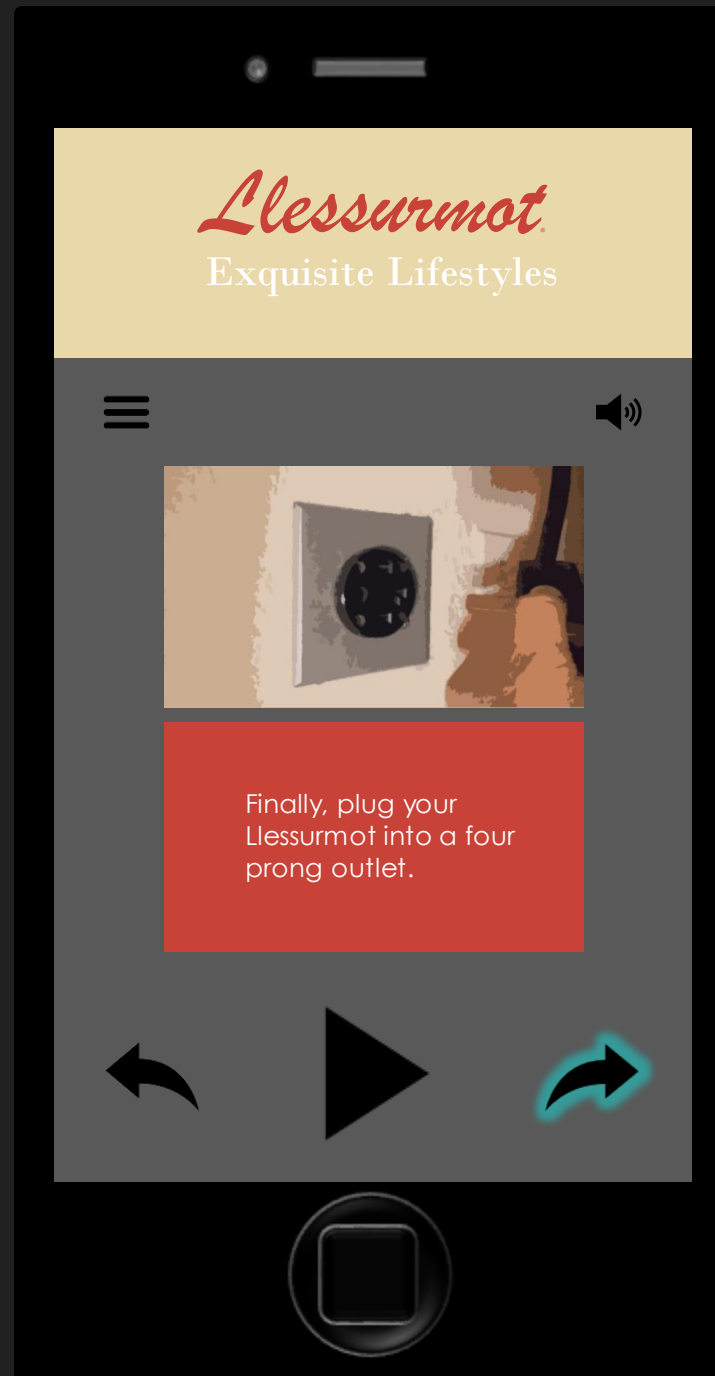 Llessurmot®
Exquisite Lifestyles
Finally, plug your
Llessurmot into a four
prong outlet.